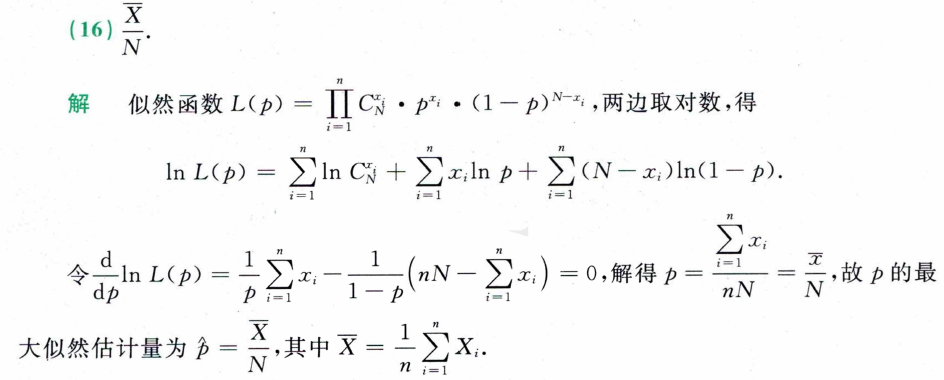 (16) \frac{\overline{X}}{N}.
解 似然函数 L(p) = \prod_{i=1}^{n} C_N^{x_i} · p^{x_i} · (1-p)^{N-x_i},两边取对数,得
\ln L(p) = \sum_{i=1}^{n} \ln C_N^{x_i} + \sum_{i=1}^{n} x_i \ln p + \sum_{i=1}^{n} (N-x_i) \ln(1-p).
令 \frac{d}{dp} \ln L(p) = \frac{1}{p} \sum_{i=1}^{n} x_i - \frac{1}{1-p} \left( nN - \sum_{i=1}^{n} x_i \right) = 0,解得 p = \frac{\sum_{i=1}^{n} x_i}{nN} = \frac{\overline{x}}{N},故 p 的最
大似然估计量为 \hat{p} = \frac{\overline{X}}{N},其中 \overline{X} = \frac{1}{n} \sum_{i=1}^{n} X_i.